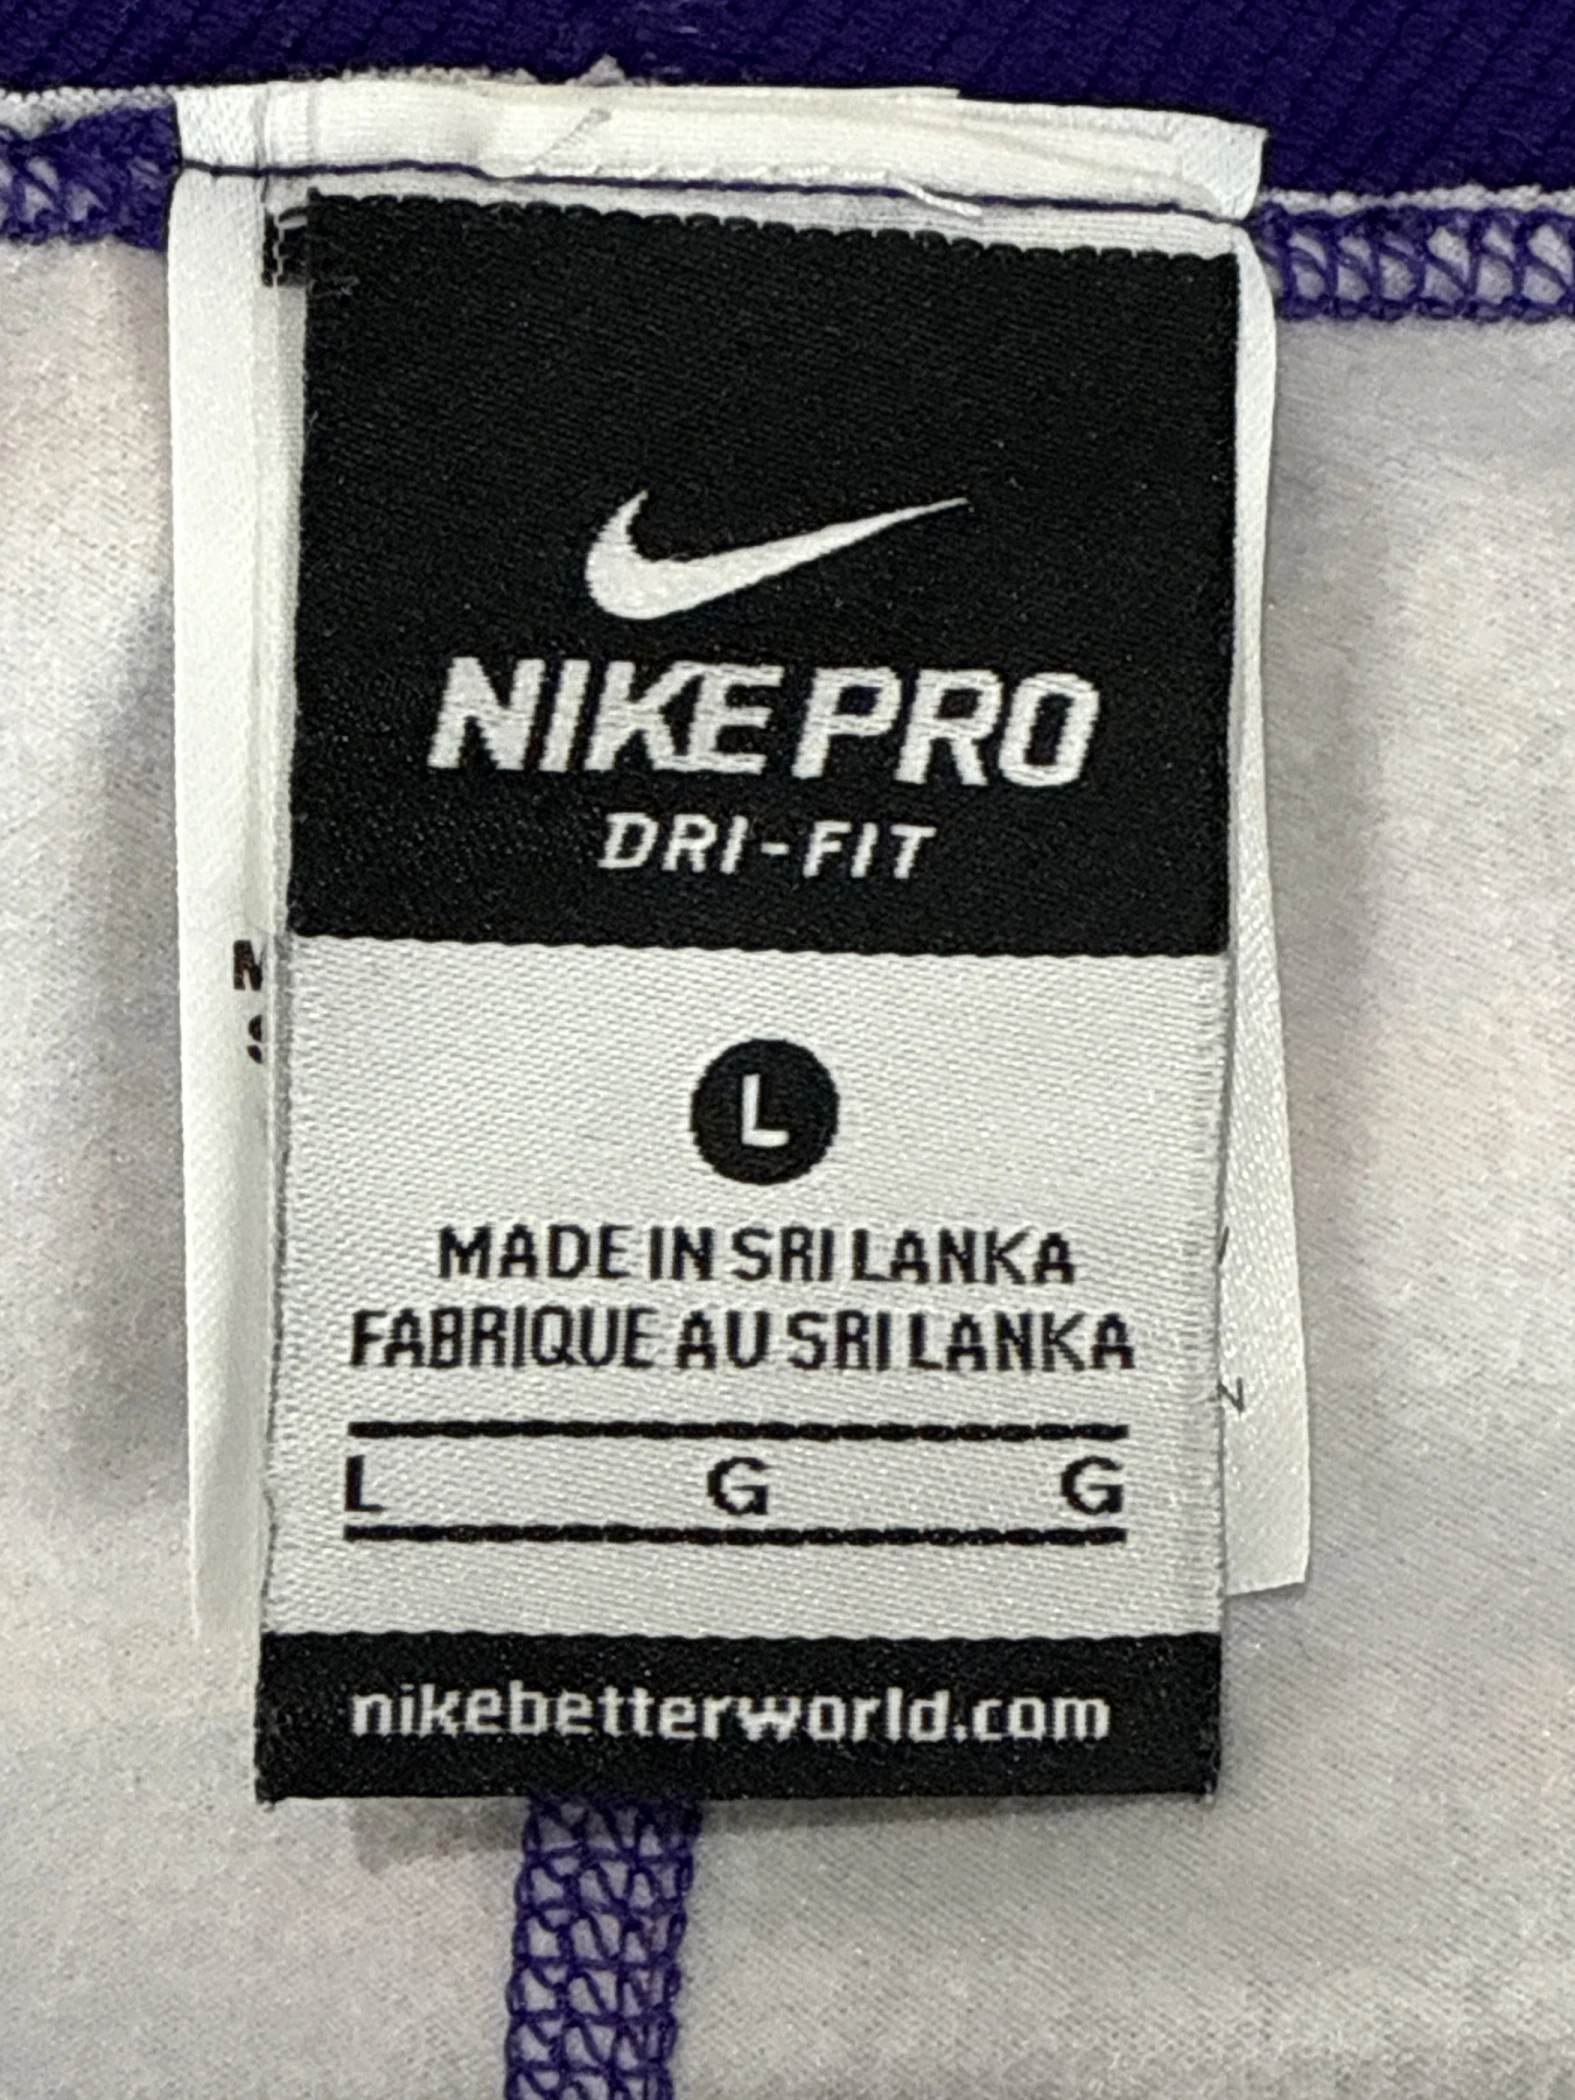 NIKE PRO
DRI-FIT
L
MADE IN SRI LANKA
FABRIQUE AU SRI LANKA
L G G
nikebetterworld.com